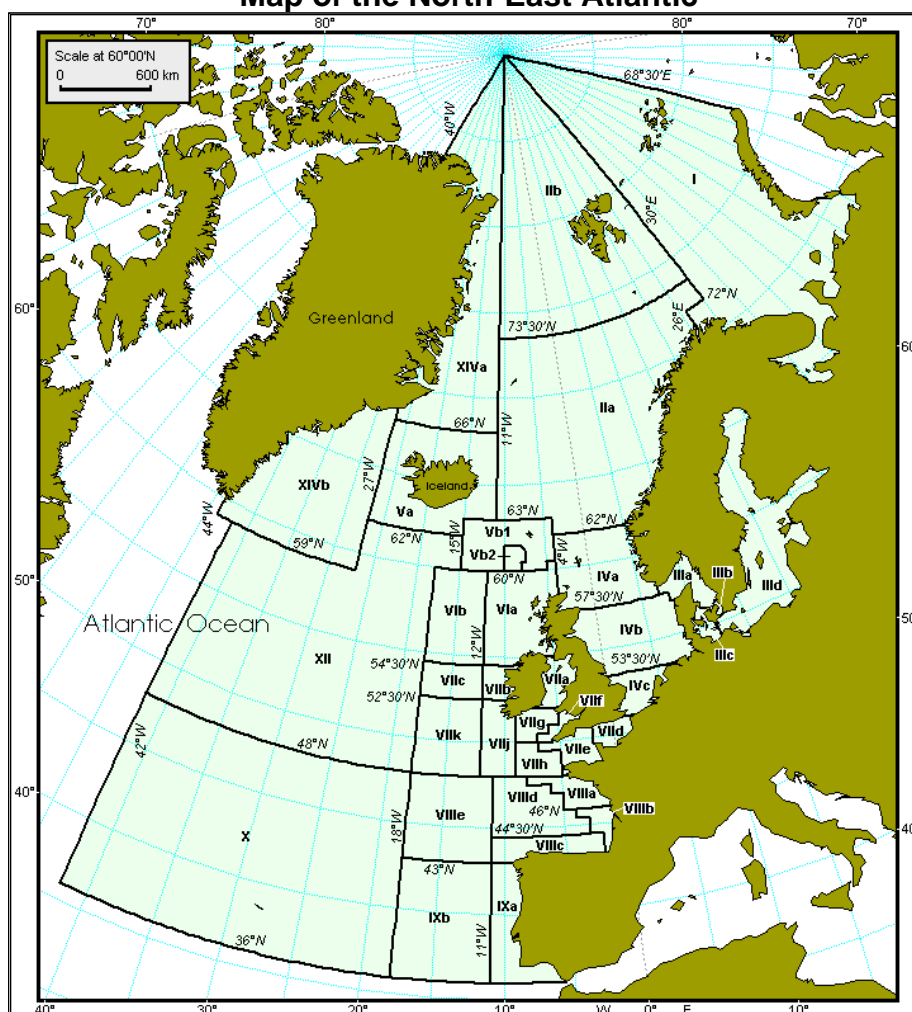 Map of the North East Atlantic
70° 80° 80° 70°
Scale at 60°00'N
0 600 km
68°30'E
40°W
I
IIb
30°E
60°
72°N
26°E
Greenland
73°30'N
60
XIVa
IIa
66°N
11°W
27°W
XIVb
Iceland
Va
44°W
63°N
62°N
62°N
15°W
Vb1
4°W
59°N
Vb2
60°N
IVa
IIIa
IIIb
IIId
50°
57°30'N
VIb
VIa
50°
Atlantic Ocean
IVb
12°W
IIIc
XII
54°30'N
53°30'N
VIIc
VIIb
VIIa
IVc
52°30'N
VIIf
VIIg
VIId
48°N
VIIk
VIIj
VIIe
42°W
VIIh
40°
VIIId
VIIIa
VIIIb
46°N
VIIIe
40°
18°W
44°30'N
X
VIIIc
43°N
IXb
IXa
11°W
36°N
40° 30° 20° 10° W 0° E 10°